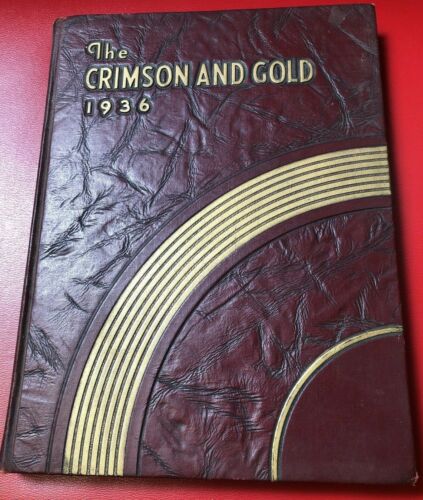 The
CRIMSON AND GOLD
1936